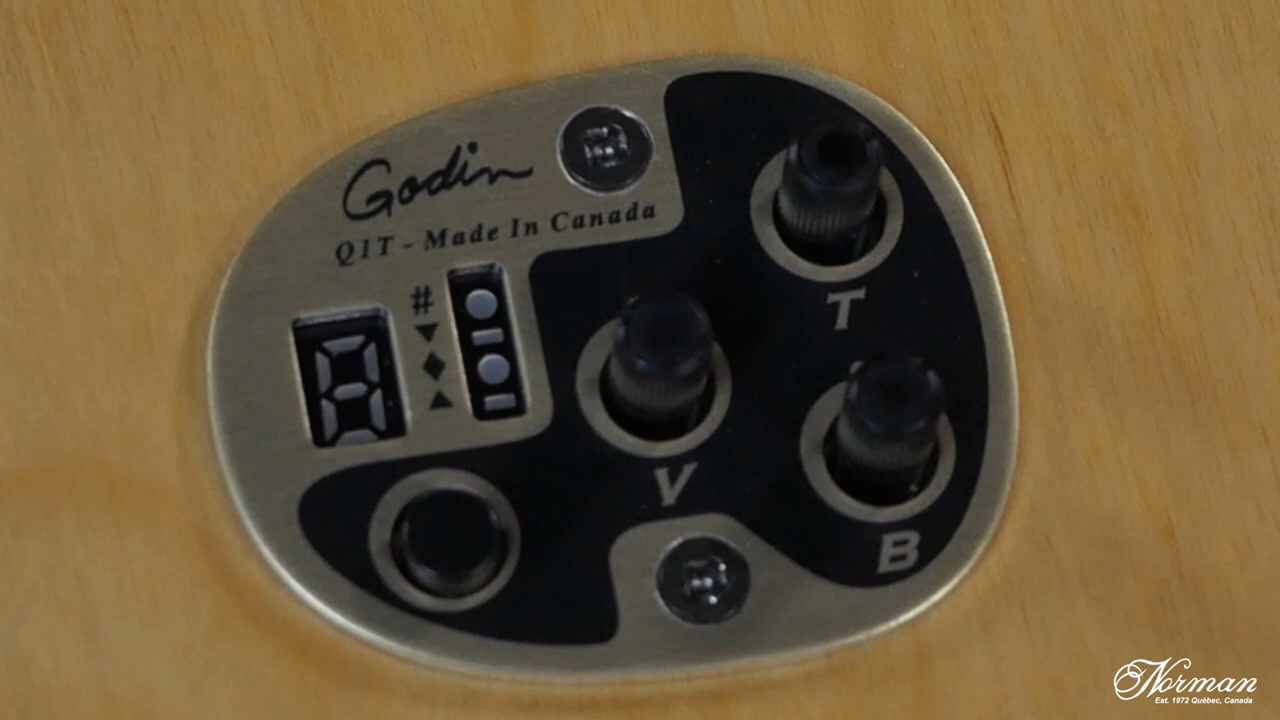 Godin
Q1T - Made In Canada
#
T
V
B
Norman
Est. 1972 Québec, Canada